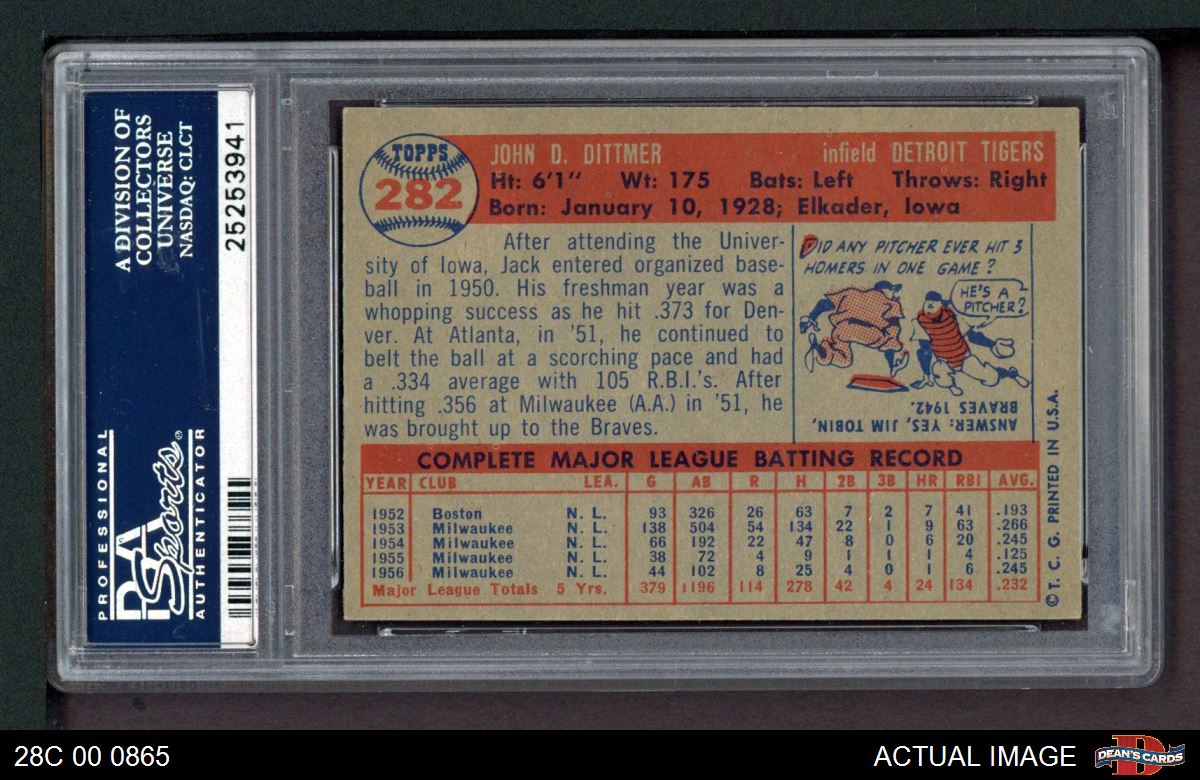 A DIVISION OF
COLLECTORS
UNIVERSE
NASDAQ: CLCT
25253941
PROFESSIONAL
PSA
Sports®
AUTHENTICATOR
TOPPS
282
JOHN D. DITTMER infield DETROIT TIGERS
Ht: 6'1" Wt: 175 Bats: Left Throws: Right
Born: January 10, 1928; Elkader, Iowa
After attending the Univer-
sity of Iowa, Jack entered organized base-
ball in 1950. His freshman year was a
whopping success as he hit .373 for Den-
ver. At Atlanta, in '51, he continued to
belt the ball at a scorching pace and had
a .334 average with 105 R.B.I.'s. After
hitting .356 at Milwaukee (A.A.) in '51, he
was brought up to the Braves.
DID ANY PITCHER EVER HIT 3
HOMERS IN ONE GAME?
HE'S A
PITCHER?
ANSWER: YES, JIM TOBIN,
BRAVES 1942.
COMPLETE MAJOR LEAGUE BATTING RECORD
YEAR CLUB LEA. G AB R H 2B 3B HR RBI AVG.
1952 Boston N. L. 93 326 26 63 7 2 7 41 .193
1953 Milwaukee N. L. 138 504 54 134 22 1 9 63 .266
1954 Milwaukee N. L. 66 192 22 47 8 0 6 20 .245
1955 Milwaukee N. L. 38 72 4 9 1 1 1 4 .125
1956 Milwaukee N. L. 44 102 8 25 4 0 1 6 .245
Major League Totals 5 Yrs. 379 1196 114 278 42 4 24 134 .232
© T. C. G. PRINTED IN U.S.A.
28C 00 0865
ACTUAL IMAGE
D
DEAN'S CARDS